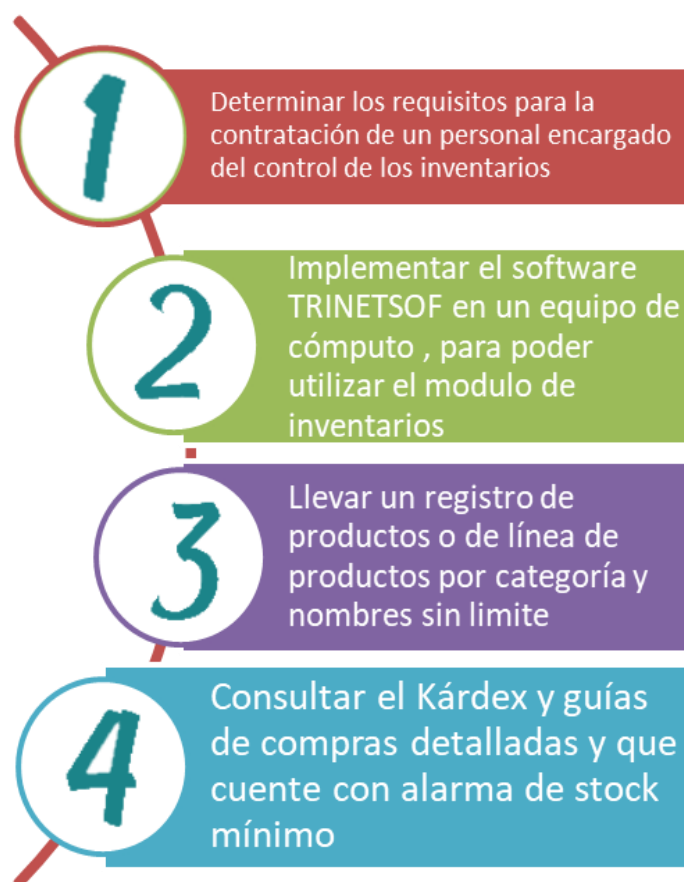 1
Determinar los requisitos para la
contratación de un personal encargado
del control de los inventarios
2
Implementar el software
TRINETSOF en un equipo de
cómputo , para poder
utilizar el modulo de
inventarios
3
Llevar un registro de
productos o de línea de
productos por categoría y
nombres sin limite
4
Consultar el Kárdex y guías
de compras detalladas y que
cuente con alarma de stock
mínimo